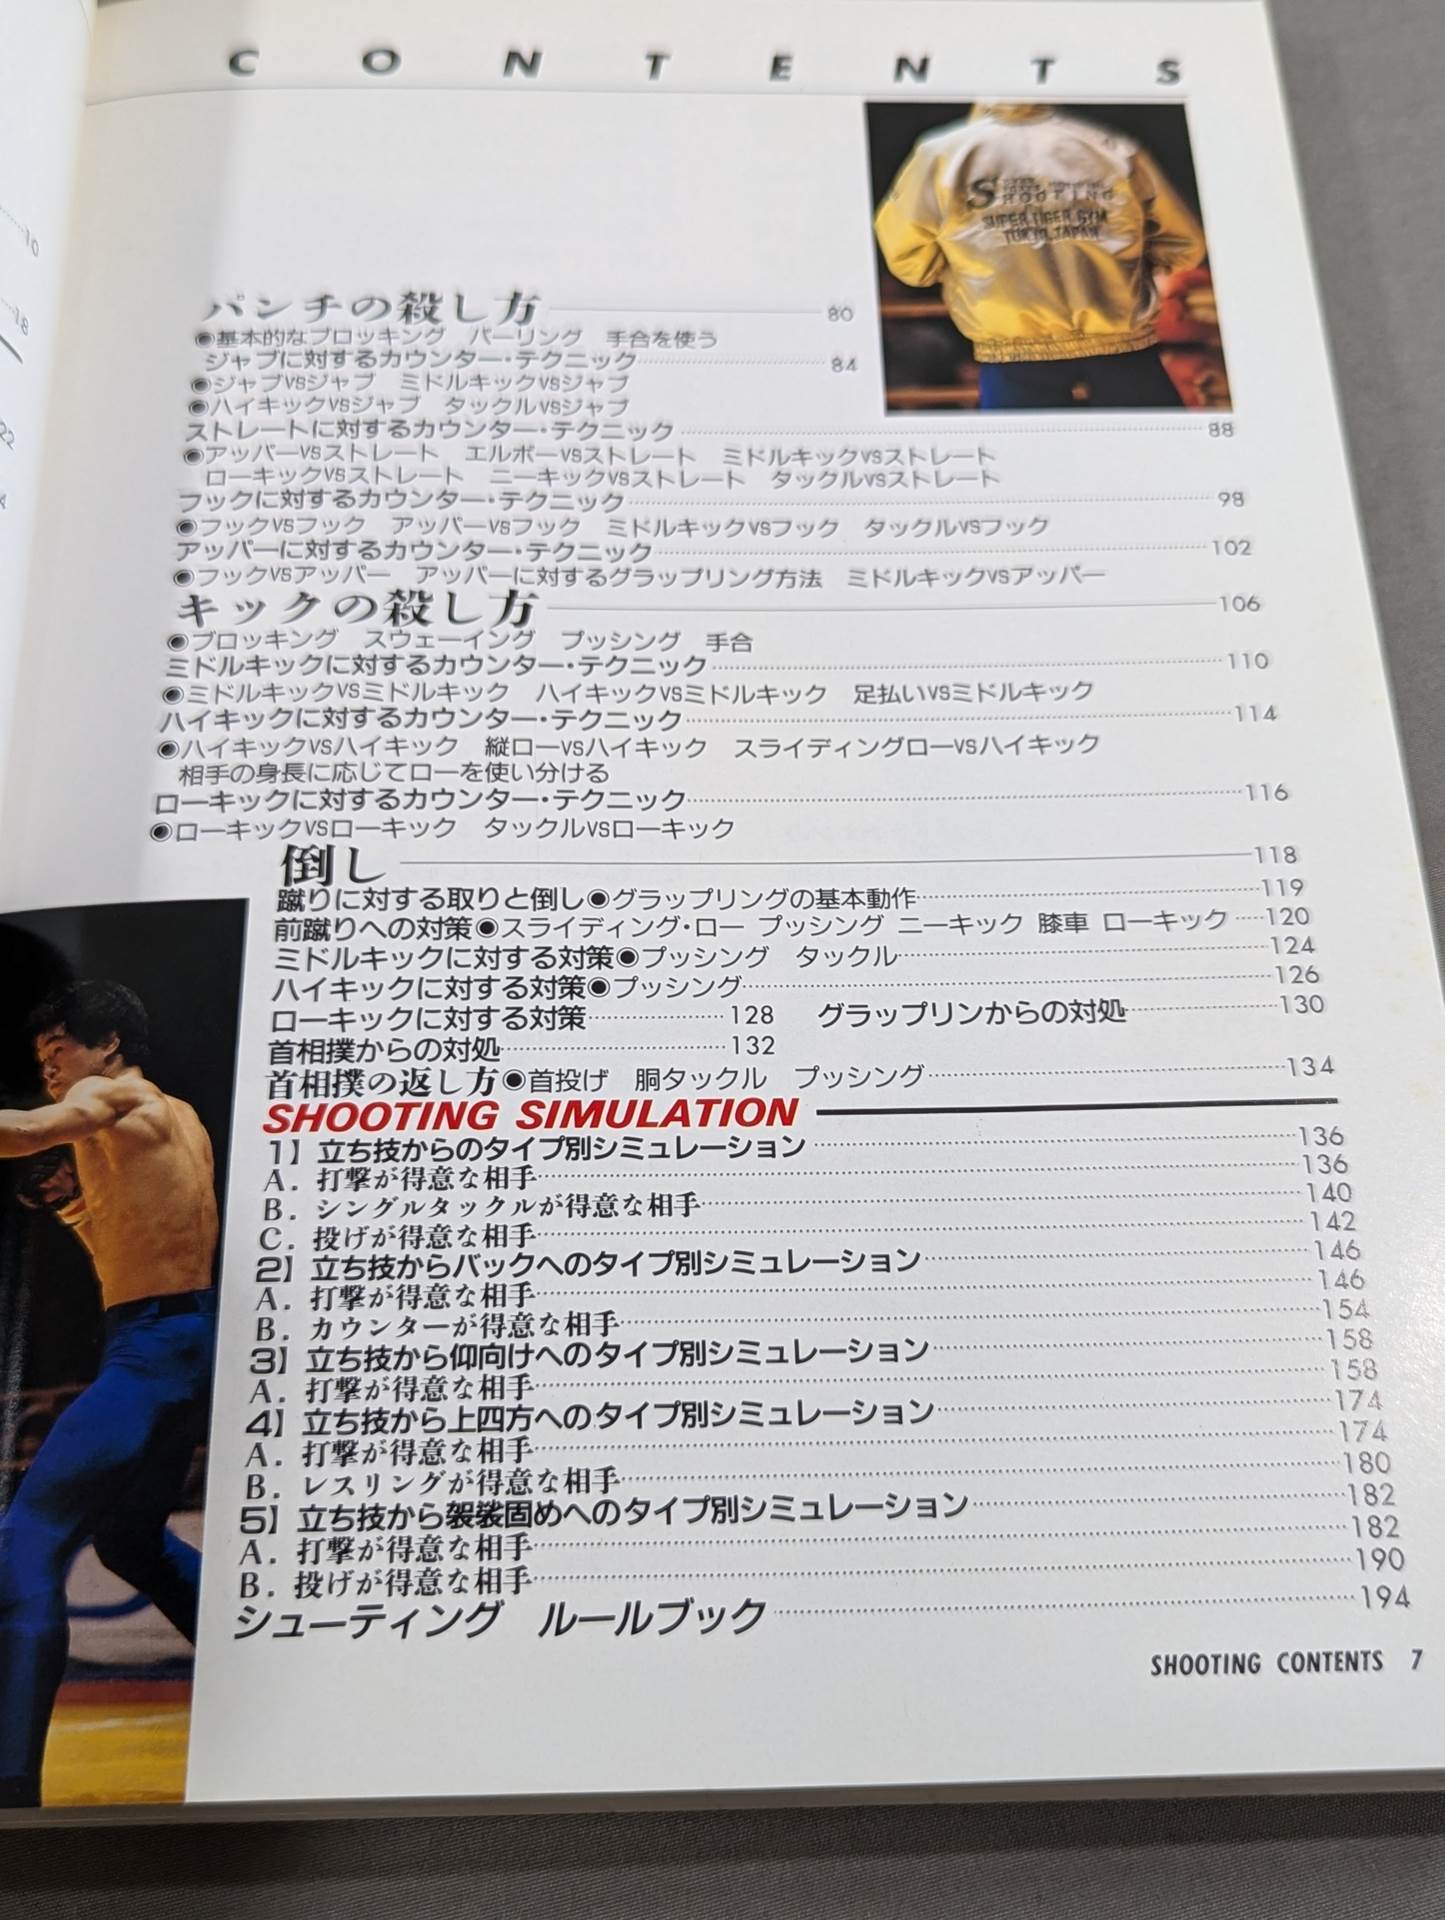 CONTENTS
SHOOTING
SUPER TIGER GYM
TOKYO, JAPAN
10
18
22
パンチの殺し方 80
◉基本的なブロッキング パーリング 手合を使う
ジャブに対するカウンター・テクニック 84
◉ジャブVSジャブ ミドルキックVSジャブ
◉ハイキックVSジャブ タックルVSジャブ
ストレートに対するカウンター・テクニック 88
◉アッパーVSストレート エルボーVSストレート ミドルキックVSストレート
ローキックVSストレート ニーキックVSストレート タックルVSストレート
フックに対するカウンター・テクニック 98
◉フックVSフック アッパーVSフック ミドルキックVSフック タックルVSフック
アッパーに対するカウンター・テクニック 102
◉フックVSアッパー アッパーに対するグラップリング方法 ミドルキックVSアッパー
キックの殺し方 106
◉ブロッキング スウェーイング プッシング 手合
ミドルキックに対するカウンター・テクニック 110
◉ミドルキックVSミドルキック ハイキックVSミドルキック 足払いVSミドルキック
ハイキックに対するカウンター・テクニック 114
◉ハイキックVSハイキック 縦ローVSハイキック スライディングローVSハイキック
相手の身長に応じてローを使い分ける
ローキックに対するカウンター・テクニック 116
◉ローキックVSローキック タックルVSローキック
倒し 118
蹴りに対する取りと倒し◉グラップリングの基本動作 119
前蹴りへの対策◉スライディング・ロー プッシング ニーキック 膝車 ローキック 120
ミドルキックに対する対策◉プッシング タックル 124
ハイキックに対する対策◉プッシング 126
ローキックに対する対策 128 グラップリンからの対処 130
首相撲からの対処 132
首相撲の返し方◉首投げ 胴タックル プッシング 134
SHOOTING SIMULATION
1】立ち技からのタイプ別シミュレーション 136
A. 打撃が得意な相手 136
B. シングルタックルが得意な相手 140
C. 投げが得意な相手 142
2】立ち技からバックへのタイプ別シミュレーション 146
A. 打撃が得意な相手 146
B. カウンターが得意な相手 154
3】立ち技から仰向けへのタイプ別シミュレーション 158
A. 打撃が得意な相手 158
4】立ち技から上四方へのタイプ別シミュレーション 174
A. 打撃が得意な相手 174
B. レスリングが得意な相手 180
5】立ち技から袈裟固めへのタイプ別シミュレーション 182
A. 打撃が得意な相手 182
B. 投げが得意な相手 190
シューティング ルールブック 194
SHOOTING CONTENTS 7